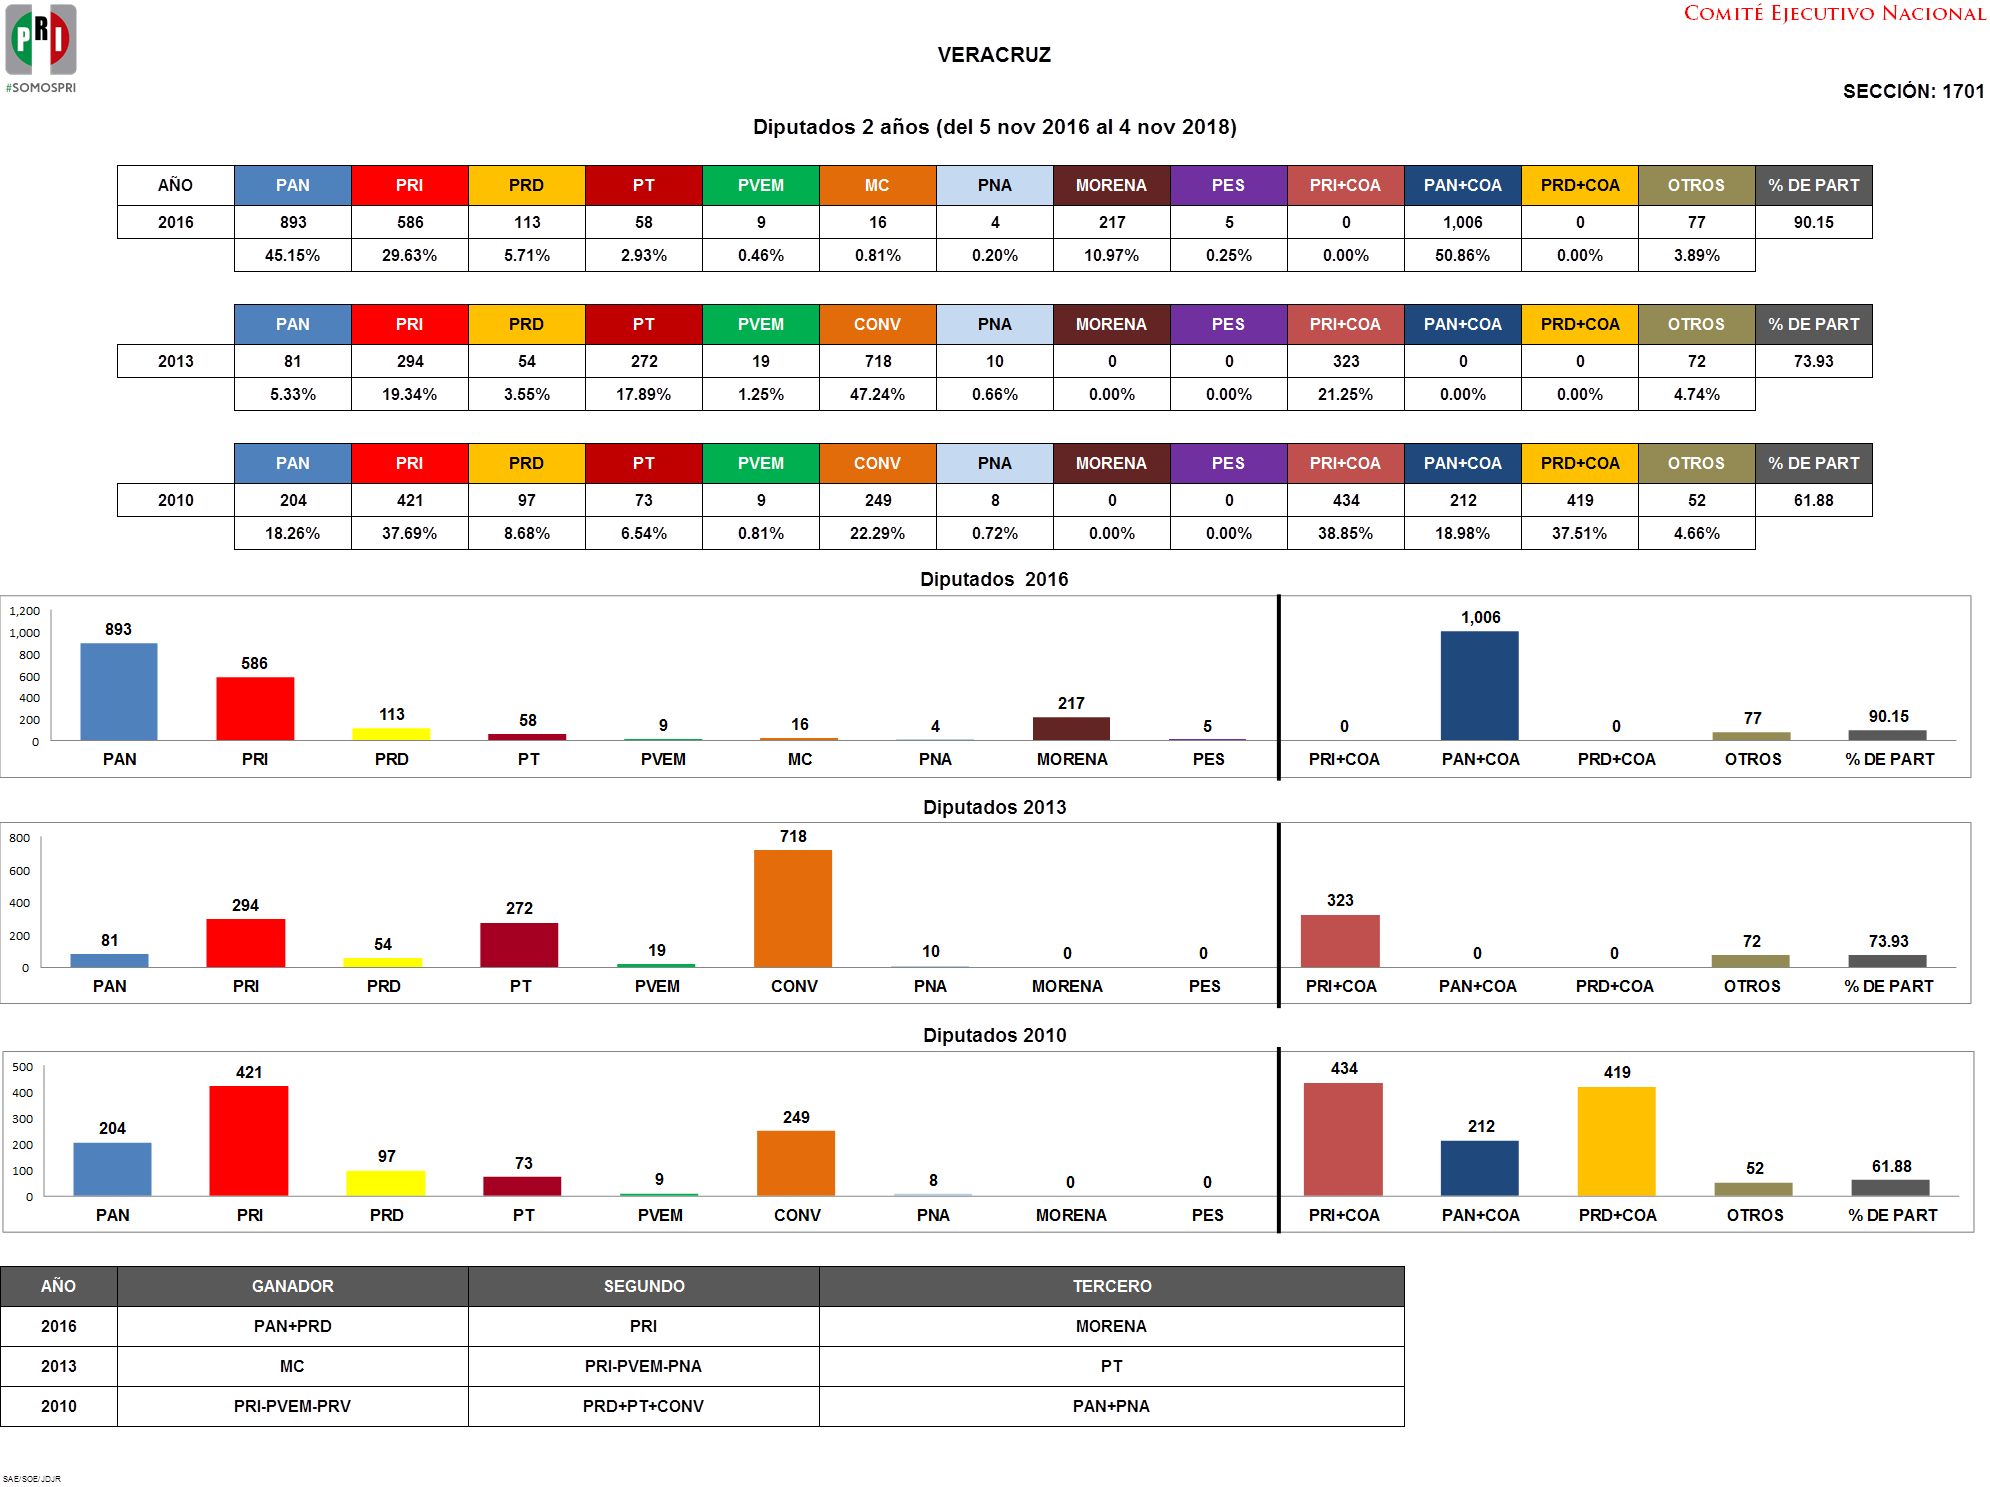 COMITÉ EJECUTIVO NACIONAL
PRI
#SOMOSPRI
VERACRUZ
SECCIÓN: 1701
Diputados 2 años (del 5 nov 2016 al 4 nov 2018)
AÑO PAN PRI PRD PT PVEM MC PNA MORENA PES PRI+COA PAN+COA PRD+COA OTROS % DE PART
2016 893 586 113 58 9 16 4 217 5 0 1,006 0 77 90.15
45.15% 29.63% 5.71% 2.93% 0.46% 0.81% 0.20% 10.97% 0.25% 0.00% 50.86% 0.00% 3.89%
PAN PRI PRD PT PVEM CONV PNA MORENA PES PRI+COA PAN+COA PRD+COA OTROS % DE PART
2013 81 294 54 272 19 718 10 0 0 323 0 0 72 73.93
5.33% 19.34% 3.55% 17.89% 1.25% 47.24% 0.66% 0.00% 0.00% 21.25% 0.00% 0.00% 4.74%
PAN PRI PRD PT PVEM CONV PNA MORENA PES PRI+COA PAN+COA PRD+COA OTROS % DE PART
2010 204 421 97 73 9 249 8 0 0 434 212 419 52 61.88
18.26% 37.69% 8.68% 6.54% 0.81% 22.29% 0.72% 0.00% 0.00% 38.85% 18.98% 37.51% 4.66%
Diputados 2016
1,200
1,000
800
600
400
200
0
893 586 113 58 9 16 4 217 5 0 1,006 0 77 90.15
PAN PRI PRD PT PVEM MC PNA MORENA PES PRI+COA PAN+COA PRD+COA OTROS % DE PART
Diputados 2013
800
600
400
200
0
81 294 54 272 19 718 10 0 0 323 0 0 72 73.93
PAN PRI PRD PT PVEM CONV PNA MORENA PES PRI+COA PAN+COA PRD+COA OTROS % DE PART
Diputados 2010
500
400
300
200
100
0
204 421 97 73 9 249 8 0 0 434 212 419 52 61.88
PAN PRI PRD PT PVEM CONV PNA MORENA PES PRI+COA PAN+COA PRD+COA OTROS % DE PART
AÑO GANADOR SEGUNDO TERCERO
2016 PAN+PRD PRI MORENA
2013 MC PRI-PVEM-PNA PT
2010 PRI-PVEM-PRV PRD+PT+CONV PAN+PNA
SAE/SOE/JDJR